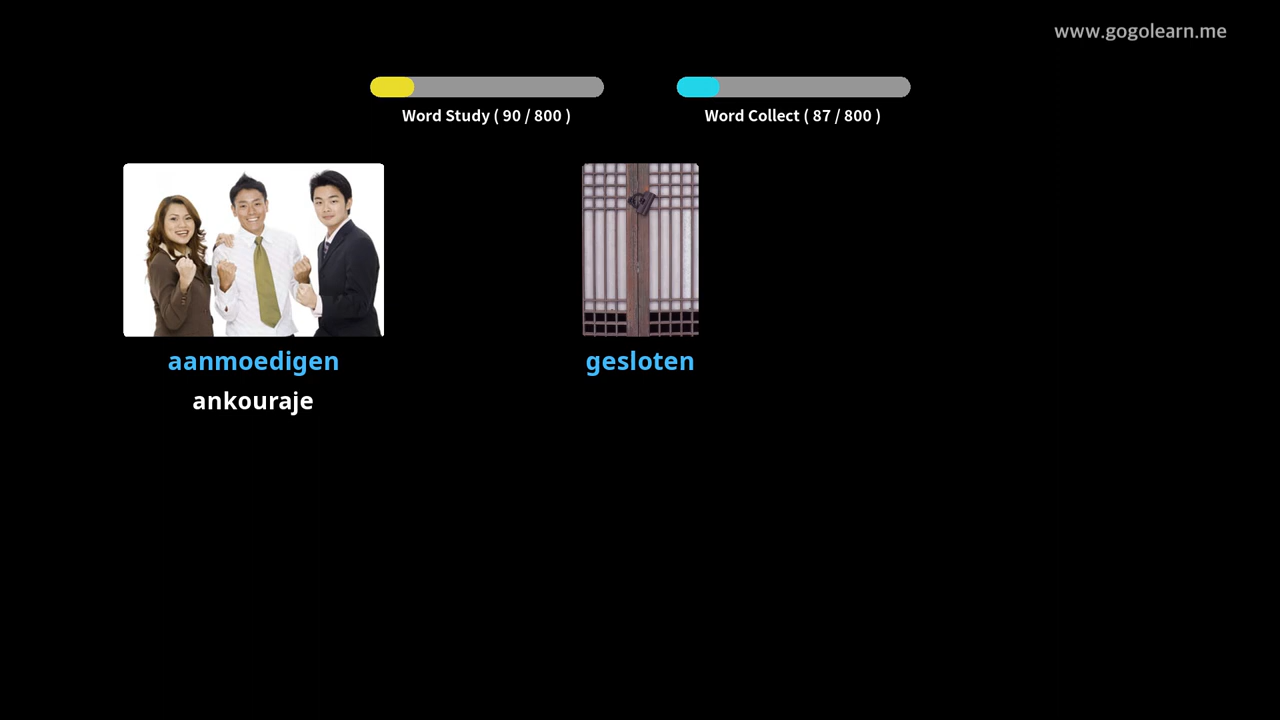 www.gogolearn.me
Word Study ( 90 / 800 )
Word Collect ( 87 / 800 )
aanmoedigen
ankouraje
gesloten